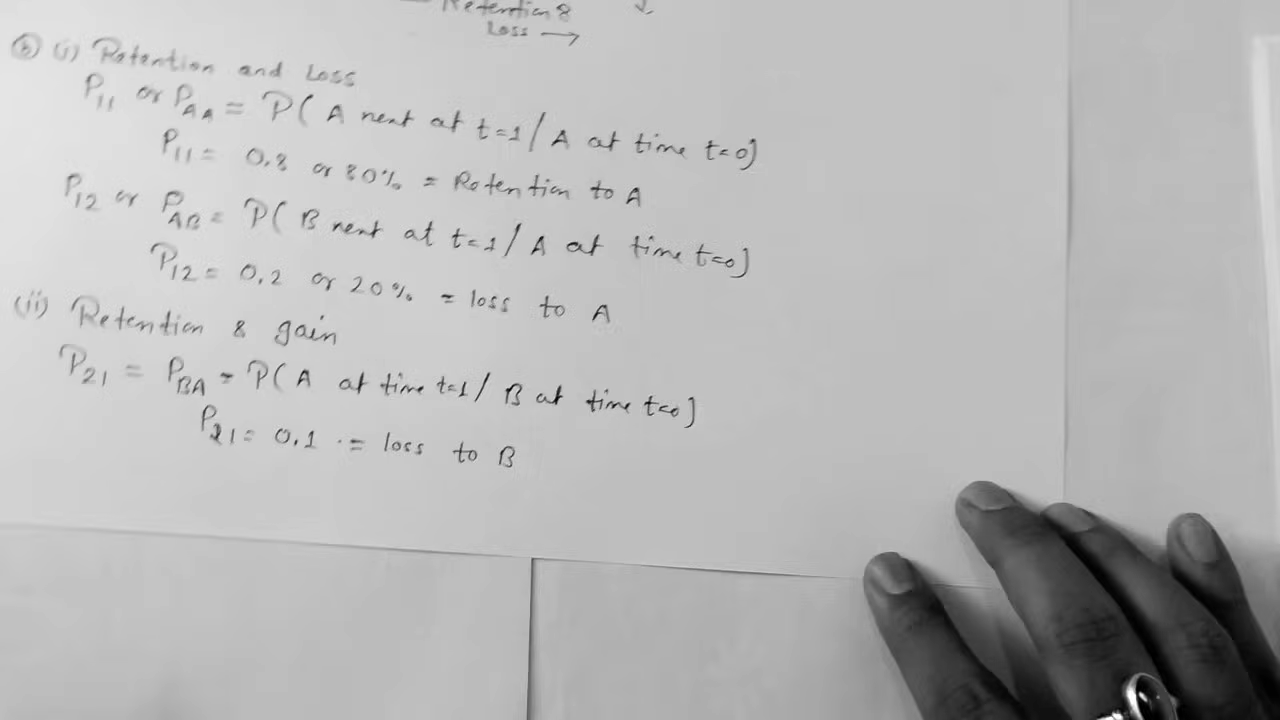 Retention &
Loss →
(b) (i) Retention and Loss
P11 or PAA = P( A next at t=1 / A at time t=0)
P11 = 0.8 or 80% = Retention to A
P12 or PAB = P( B next at t=1 / A at time t=0)
P12 = 0.2 or 20% = loss to A
(ii) Retention & gain
P21 = PBA = P( A at time t=1 / B at time t=0)
P21 = 0.1 = loss to B